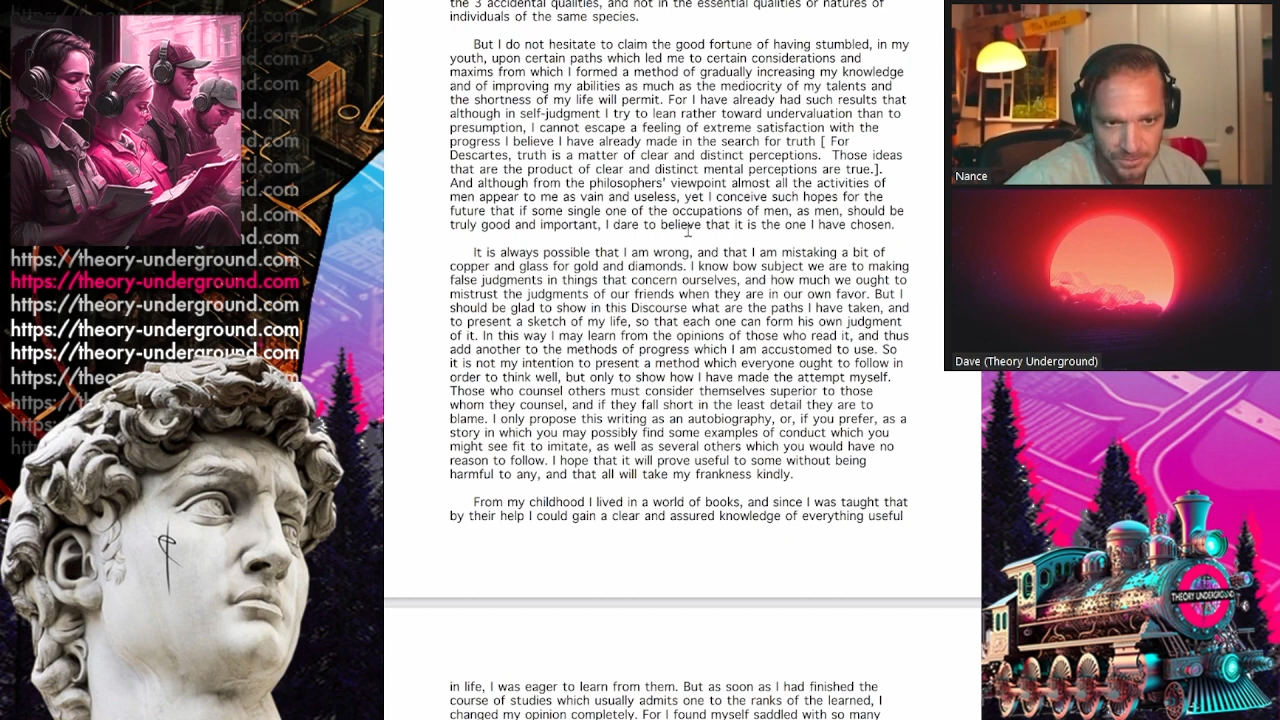 https://theory-underground.com
https://theory-underground.com
https://theory-underground.com
https://theory-underground.com
https://theory-underground.com
the 3 accidental qualities, and not in the essential qualities or natures of
individuals of the same species.
But I do not hesitate to claim the good fortune of having stumbled, in my
youth, upon certain paths which led me to certain considerations and
maxims from which I formed a method of gradually increasing my knowledge
and of improving my abilities as much as the mediocrity of my talents and
the shortness of my life will permit. For I have already had such results that
although in self-judgment I try to lean rather toward undervaluation than to
presumption, I cannot escape a feeling of extreme satisfaction with the
progress I believe I have already made in the search for truth [ For
Descartes, truth is a matter of clear and distinct perceptions.  Those ideas
that are the product of clear and distinct mental perceptions are true.].
And although from the philosophers' viewpoint almost all the activities of
men appear to me as vain and useless, yet I conceive such hopes for the
future that if some single one of the occupations of men, as men, should be
truly good and important, I dare to believe that it is the one I have chosen.
It is always possible that I am wrong, and that I am mistaking a bit of
copper and glass for gold and diamonds. I know bow subject we are to making
false judgments in things that concern ourselves, and how much we ought to
mistrust the judgments of our friends when they are in our own favor. But I
should be glad to show in this Discourse what are the paths I have taken, and
to present a sketch of my life, so that each one can form his own judgment
of it. In this way I may learn from the opinions of those who read it, and thus
add another to the methods of progress which I am accustomed to use. So
it is not my intention to present a method which everyone ought to follow in
order to think well, but only to show how I have made the attempt myself.
Those who counsel others must consider themselves superior to those
whom they counsel, and if they fall short in the least detail they are to
blame. I only propose this writing as an autobiography, or, if you prefer, as a
story in which you may possibly find some examples of conduct which you
might see fit to imitate, as well as several others which you would have no
reason to follow. I hope that it will prove useful to some without being
harmful to any, and that all will take my frankness kindly.
From my childhood I lived in a world of books, and since I was taught that
by their help I could gain a clear and assured knowledge of everything useful
in life, I was eager to learn from them. But as soon as I had finished the
course of studies which usually admits one to the ranks of the learned, I
changed my opinion completely. For I found myself saddled with so many
Nance
Dave (Theory Underground)
THEORY UNDERGROUND